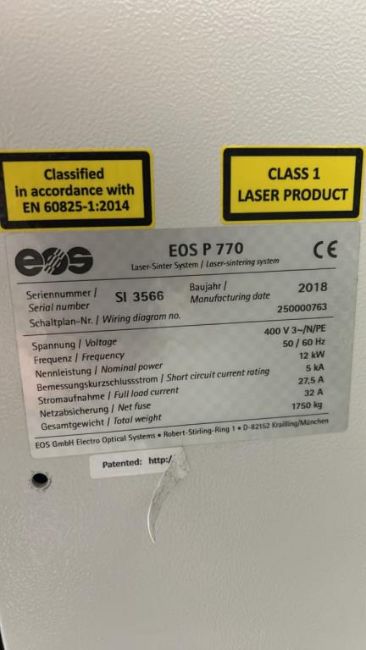 Classified
in accordance with
EN 60825-1:2014
CLASS 1
LASER PRODUCT
eos
EOS P 770
Laser-Sinter System / Laser-sintering system
CE
Seriennummer / Serial number SI 3566
Baujahr / Manufacturing date 2018
Schaltplan-Nr. / Wiring diagram no. 250000763
Spannung / Voltage 400 V 3~/N/PE
Frequenz / Frequency 50 / 60 Hz
Nennleistung / Nominal power 12 kW
Bemessungskurzschlussstrom / Short circuit current rating 5 kA
Stromaufnahme / Full load current 27,5 A
Netzabsicherung / Net fuse 32 A
Gesamtgewicht / Total weight 1750 kg
EOS GmbH Electro Optical Systems • Robert-Stirling-Ring 1 • D-82152 Krailling/München
Patented: http:/